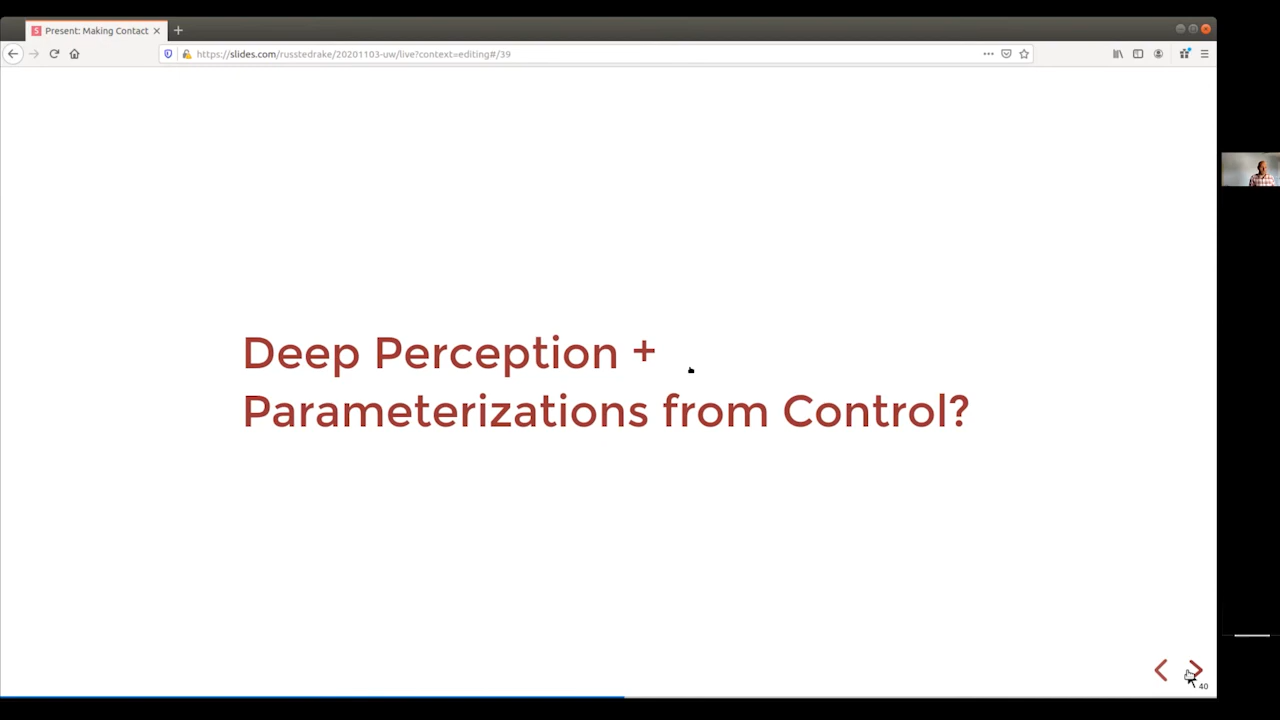 Present: Making Contact
https://slides.com/russtedrake/20201103-uw/live?context=editing#/39
Deep Perception +
Parameterizations from Control?
40